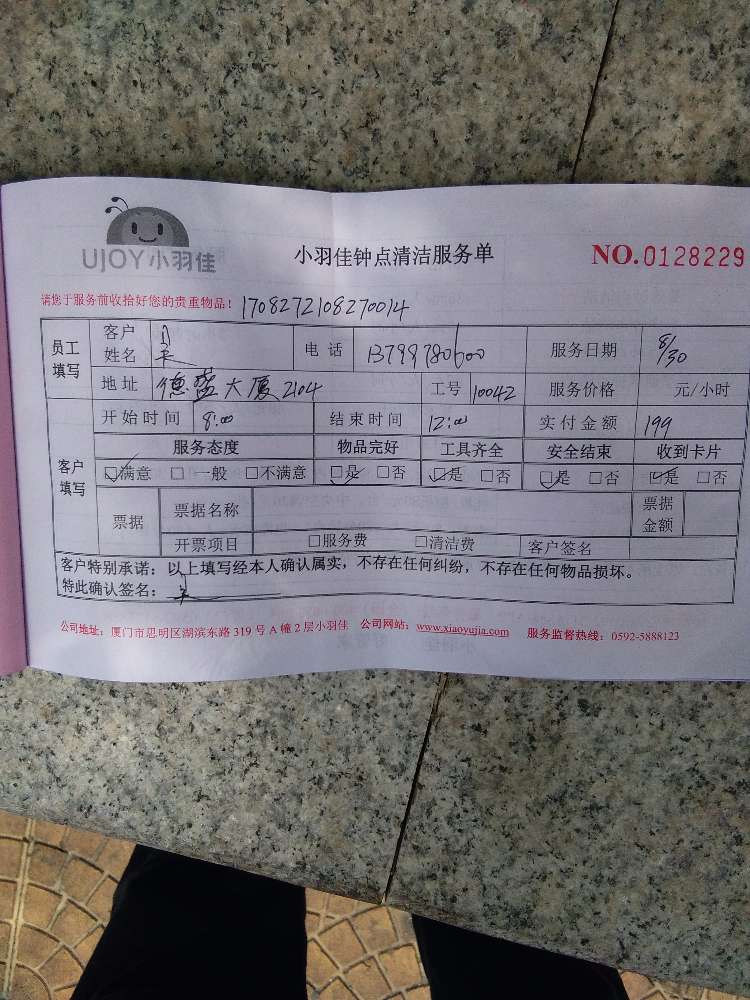 UJOY小羽佳 小羽佳钟点清洁服务单 NO.0128229
请您于服务前收拾好您的贵重物品！ 1708272108270014
员工填写 客户姓名 电话 13799780600 服务日期 8/30
地址 德盛大厦2104 工号 10042 服务价格 元/小时
客户填写 开始时间 8:00 结束时间 12:00 实付金额 199
服务态度 物品完好 工具齐全 安全结束 收到卡片
☑满意 □一般 □不满意 ☑是 □否 ☑是 □否 ☑是 □否 ☑是 □否
票据 票据名称 票据金额
开票项目 □服务费 □清洁费 客户签名
客户特别承诺：以上填写经本人确认属实，不存在任何纠纷，不存在任何物品损坏。
特此确认签名：
公司地址：厦门市思明区湖滨东路319号A幢2层小羽佳 公司网站：www.xiaoyujia.com 服务监督热线：0592-5888123